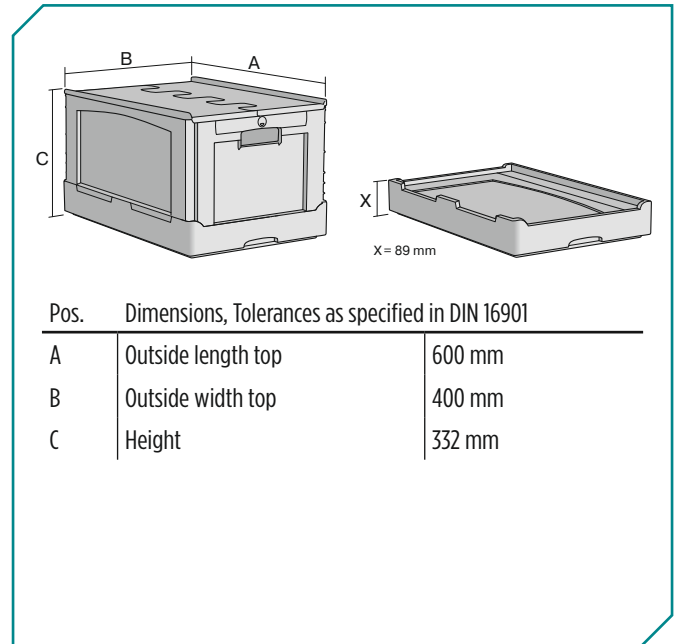 B
A
C
X
X = 89 mm
Pos. Dimensions, Tolerances as specified in DIN 16901
A Outside length top 600 mm
B Outside width top 400 mm
C Height 332 mm